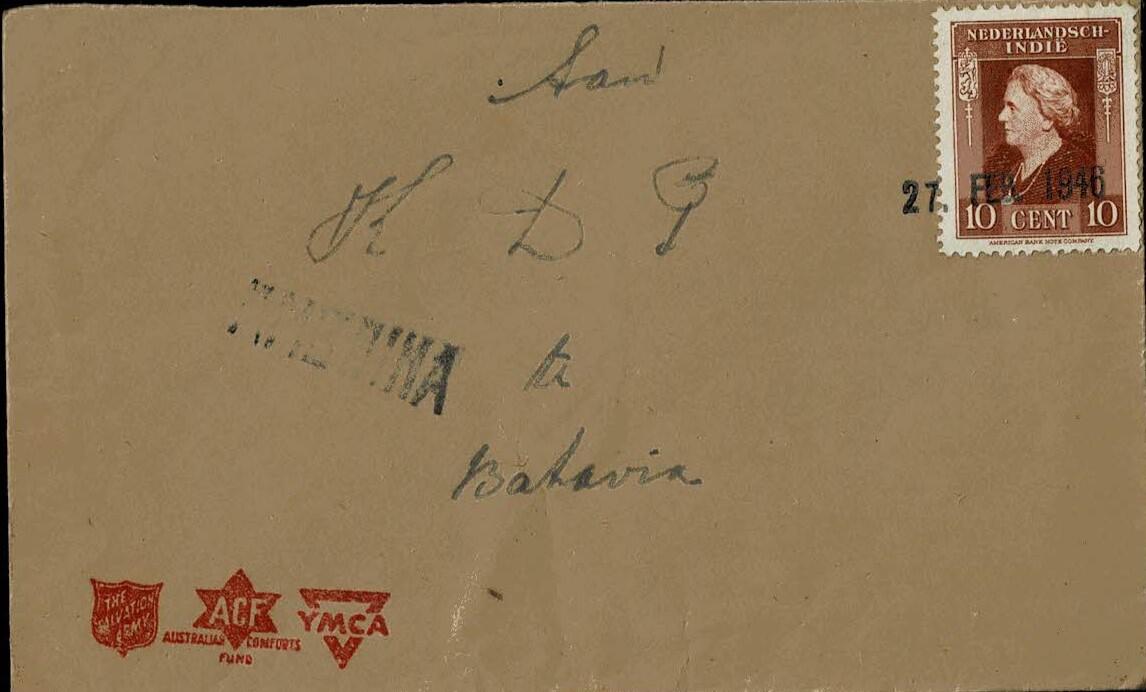 Aan
NEDERLANDSCH-
INDIË
K D P
27. FEB. 1946
10 CENT 10
AMERICAN BANK NOTE COMPANY
te
Batavia
THE
SALVATION
ARMY
ACF
AUSTRALIAN COMFORTS
FUND
YMCA